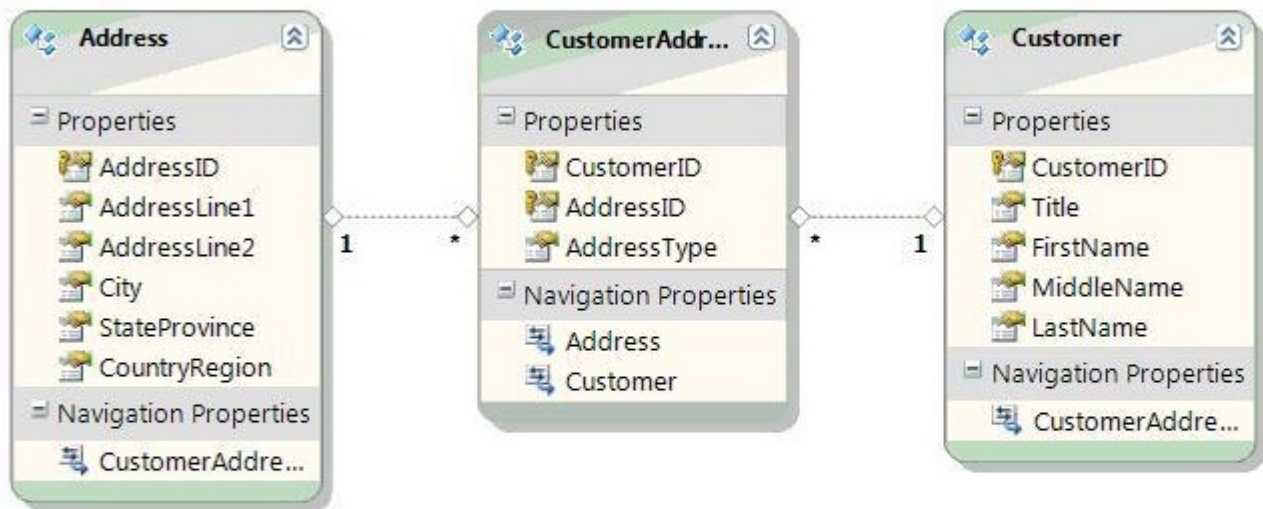 Address
Properties
AddressID
AddressLine1
AddressLine2
City
StateProvince
CountryRegion
Navigation Properties
CustomerAddre...
1
*
CustomerAddr...
Properties
CustomerID
AddressID
AddressType
Navigation Properties
Address
Customer
*
1
Customer
Properties
CustomerID
Title
FirstName
MiddleName
LastName
Navigation Properties
CustomerAddre...